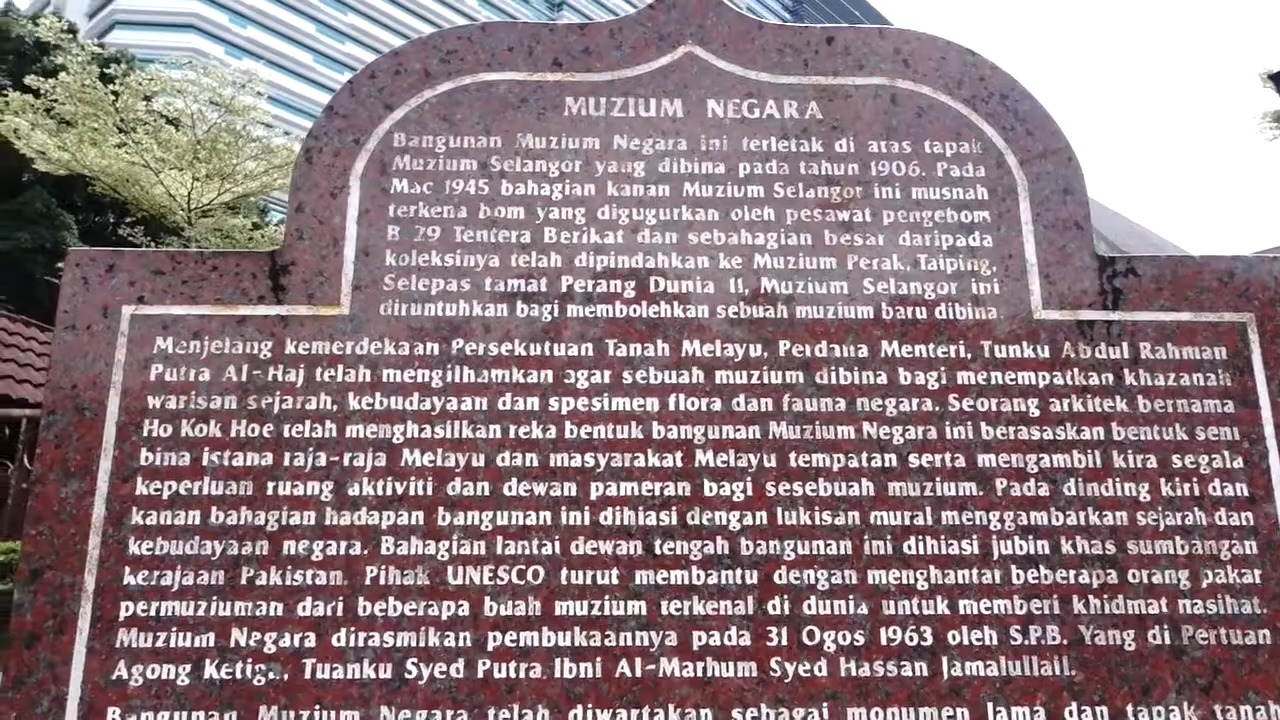 MUZIUM NEGARA
Bangunan Muzium Negara ini terletak di atas tapak
Muzium Selangor yang dibina pada tahun 1906. Pada
Mac 1945 bahagian kanan Muzium Selangor ini musnah
terkena bom yang digugurkan oleh pesawat pengebom
B 29 Tentera Berikat dan sebahagian besar daripada
koleksinya telah dipindahkan ke Muzium Perak, Taiping,
Selepas tamat Perang Dunia II, Muzium Selangor ini
diruntuhkan bagi membolehkan sebuah muzium baru dibina.
Menjelang kemerdekaan Persekutuan Tanah Melayu, Perdana Menteri, Tunku Abdul Rahman
Putra Al-Haj telah mengilhamkan agar sebuah muzium dibina bagi menempatkan khazanah
warisan sejarah, kebudayaan dan spesimen flora dan fauna negara. Seorang arkitek bernama
Ho Kok Hoe telah menghasilkan reka bentuk bangunan Muzium Negara ini berasaskan bentuk seni
bina istana raja-raja Melayu dan masyarakat Melayu tempatan serta mengambil kira segala
keperluan ruang aktiviti dan dewan pameran bagi sesebuah muzium. Pada dinding kiri dan
kanan bahagian hadapan bangunan ini dihiasi dengan lukisan mural menggambarkan sejarah dan
kebudayaan negara. Bahagian lantai dewan tengah bangunan ini dihiasi jubin khas sumbangan
kerajaan Pakistan. Pihak UNESCO turut membantu dengan menghantar beberapa orang pakar
permuziuman dari beberapa buah muzium terkenal di dunia untuk memberi khidmat nasihat.
Muzium Negara dirasmikan pembukaannya pada 31 Ogos 1963 oleh S.P.B. Yang di Pertuan
Agong Ketiga, Tuanku Syed Putra Ibni Al-Marhum Syed Hassan Jamalullail.
Bangunan Muzium Negara telah diwartakan sebagai monumen lama dan tapak tanah